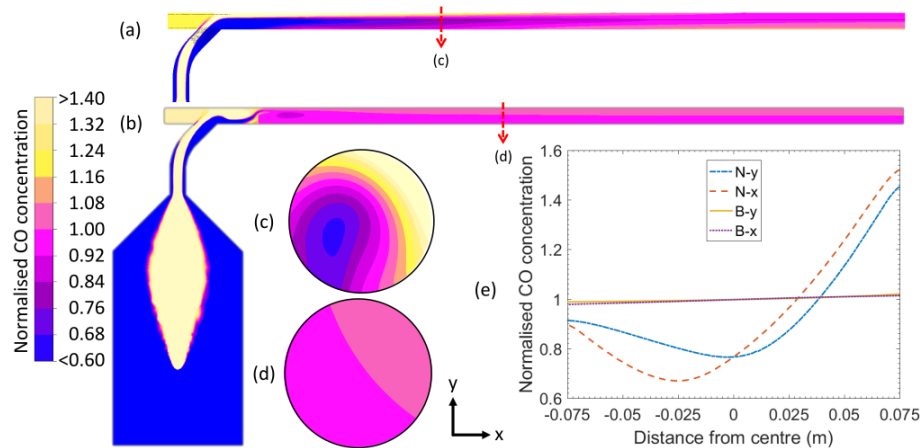 (a)
(c)
Normalised CO concentration
>1.40
1.32
1.24
1.16
1.08
1.00
0.92
0.84
0.76
0.68
<0.60
(b)
(d)
(c)
(d)
y
x
(e)
Normalised CO concentration
1.6
1.4
1.2
1
0.8
0.6
N-y
N-x
B-y
B-x
-0.075
-0.05
-0.025
0
0.025
0.05
0.075
Distance from centre (m)